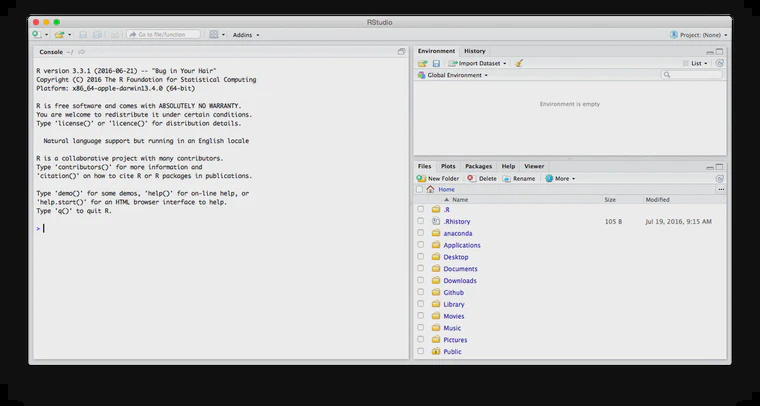 RStudio
Go to file/function
Addins
Project: (None)
Console ~/
R version 3.3.1 (2016-06-21) -- "Bug in Your Hair"
Copyright (C) 2016 The R Foundation for Statistical Computing
Platform: x86_64-apple-darwin13.4.0 (64-bit)
R is free software and comes with ABSOLUTELY NO WARRANTY.
You are welcome to redistribute it under certain conditions.
Type 'license()' or 'licence()' for distribution details.
Natural language support but running in an English locale
R is a collaborative project with many contributors.
Type 'contributors()' for more information and
'citation()' on how to cite R or R packages in publications.
Type 'demo()' for some demos, 'help()' for on-line help, or
'help.start()' for an HTML browser interface to help.
Type 'q()' to quit R.
>
Environment History
Import Dataset List
Global Environment
Environment is empty
Files Plots Packages Help Viewer
New Folder Delete Rename More
Home
Name Size Modified
.R
.Rhistory 105 B Jul 19, 2016, 9:15 AM
anaconda
Applications
Desktop
Documents
Downloads
Github
Library
Movies
Music
Pictures
Public